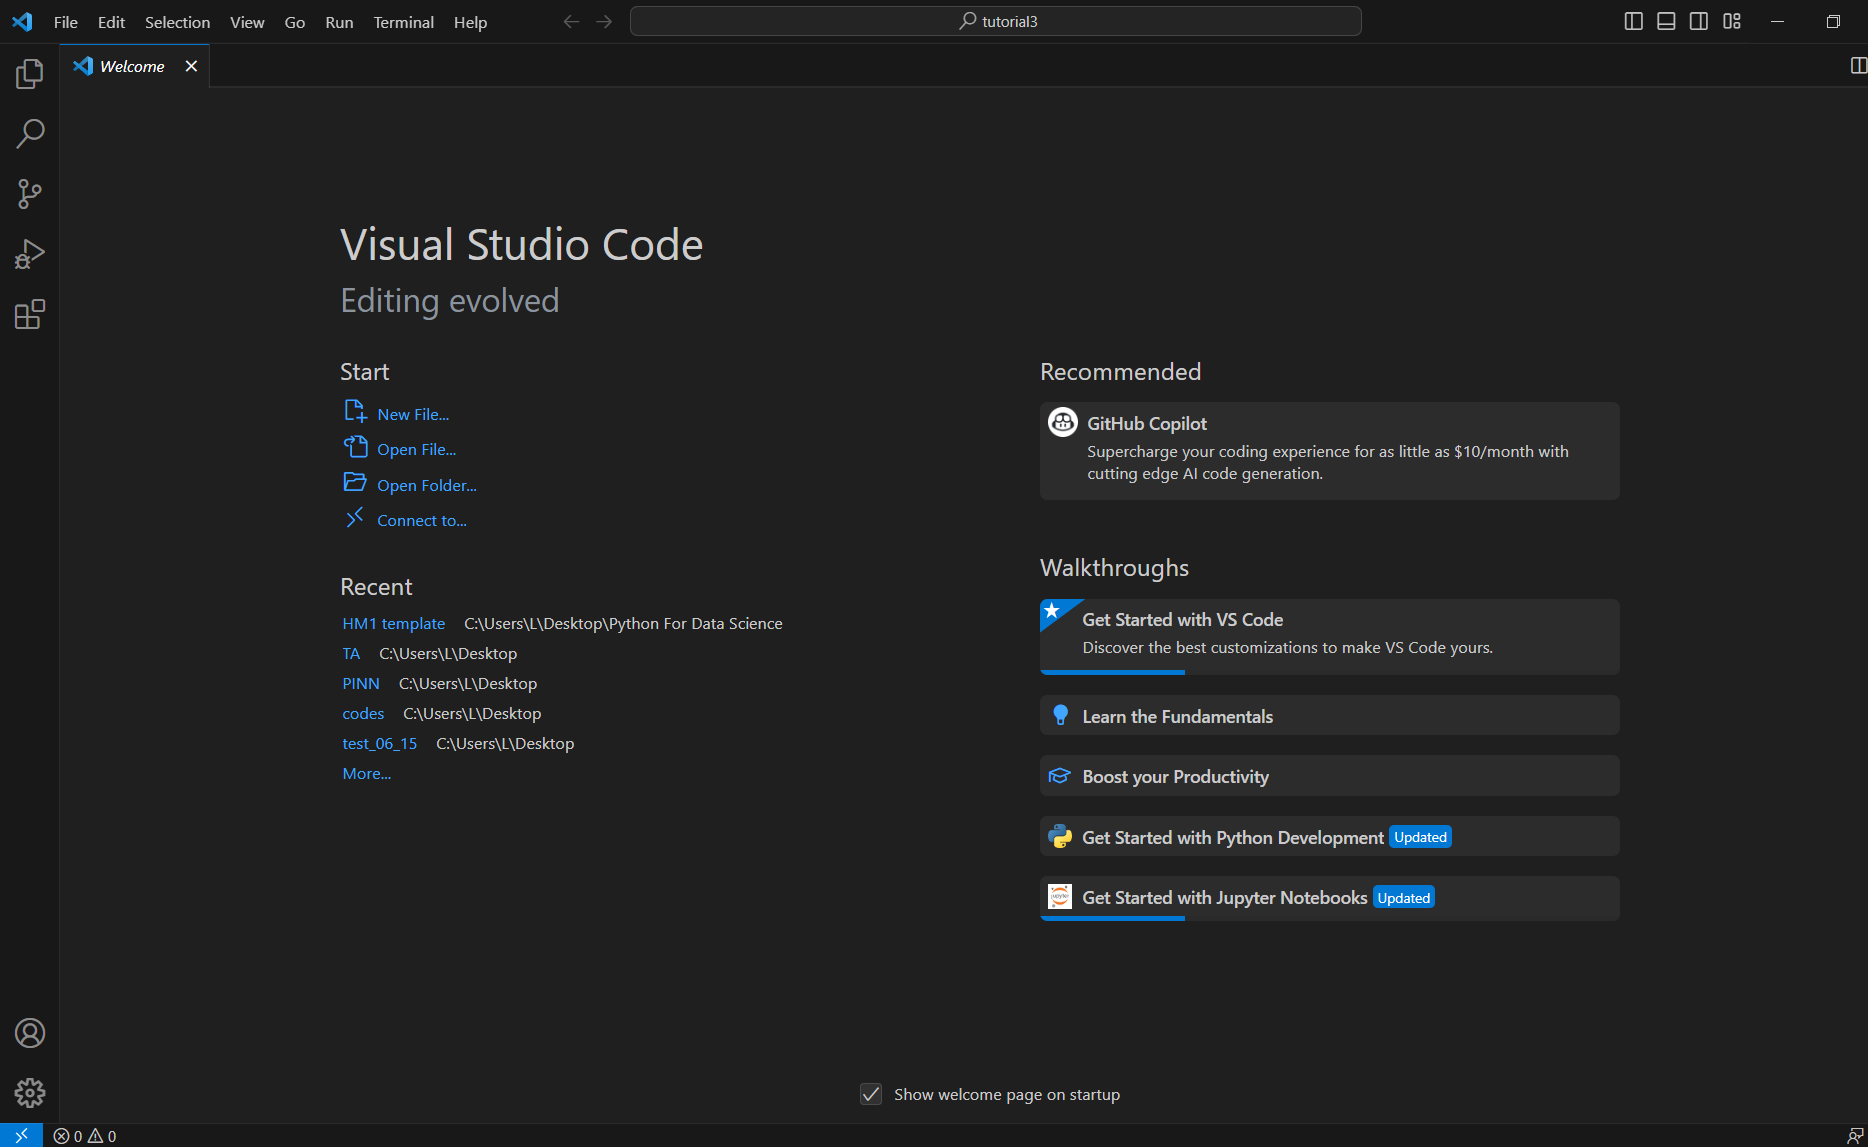 File Edit Selection View Go Run Terminal Help
tutorial3
Welcome
Visual Studio Code
Editing evolved
Start
New File...
Open File...
Open Folder...
Connect to...
Recent
HM1 template C:\Users\L\Desktop\Python For Data Science
TA C:\Users\L\Desktop
PINN C:\Users\L\Desktop
codes C:\Users\L\Desktop
test_06_15 C:\Users\L\Desktop
More...
Recommended
GitHub Copilot
Supercharge your coding experience for as little as $10/month with
cutting edge AI code generation.
Walkthroughs
Get Started with VS Code
Discover the best customizations to make VS Code yours.
Learn the Fundamentals
Boost your Productivity
Get Started with Python Development Updated
Get Started with Jupyter Notebooks Updated
Show welcome page on startup
0 0